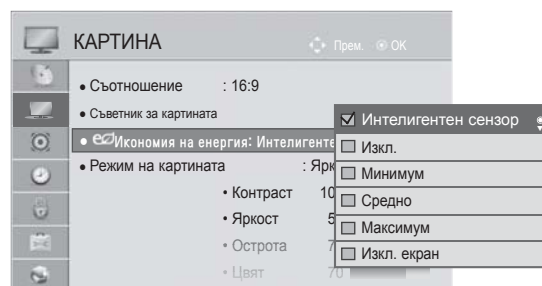 КАРТИНА
Прем. OK
• Съотношение : 16:9
• Съветник за картината
• Икономия на енергия: Интелигенте
• Режим на картината : Ярк
• Контраст 10
• Яркост 5
• Острота 7
• Цвят 70
Интелигентен сензор
Изкл.
Минимум
Средно
Максимум
Изкл. екран